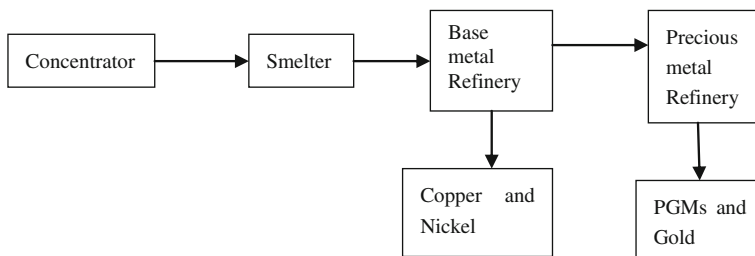 Concentrator
Smelter
Base
metal
Refinery
Precious
metal
Refinery
Copper and
Nickel
PGMs and
Gold